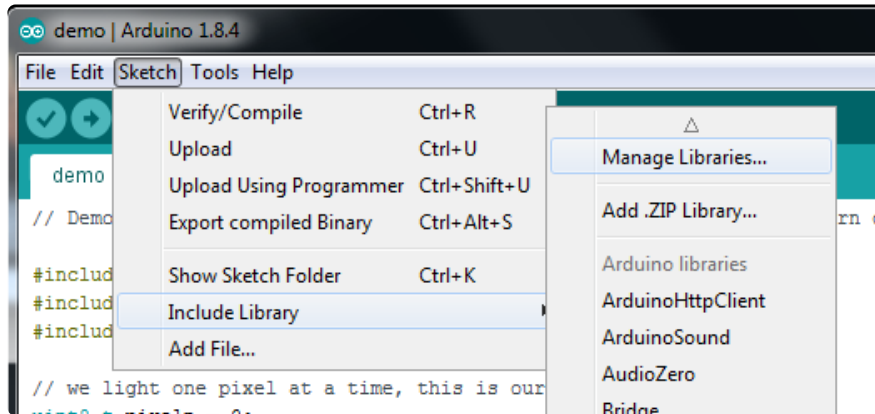 demo | Arduino 1.8.4
File Edit Sketch Tools Help
Verify/Compile Ctrl+R
Upload Ctrl+U
Upload Using Programmer Ctrl+Shift+U
Export compiled Binary Ctrl+Alt+S
Show Sketch Folder Ctrl+K
Include Library
Add File...
Manage Libraries...
Add .ZIP Library...
Arduino libraries
ArduinoHttpClient
ArduinoSound
AudioZero
Bridge
demo
// Demo
#includ
#includ
#includ
// we light one pixel at a time, this is our